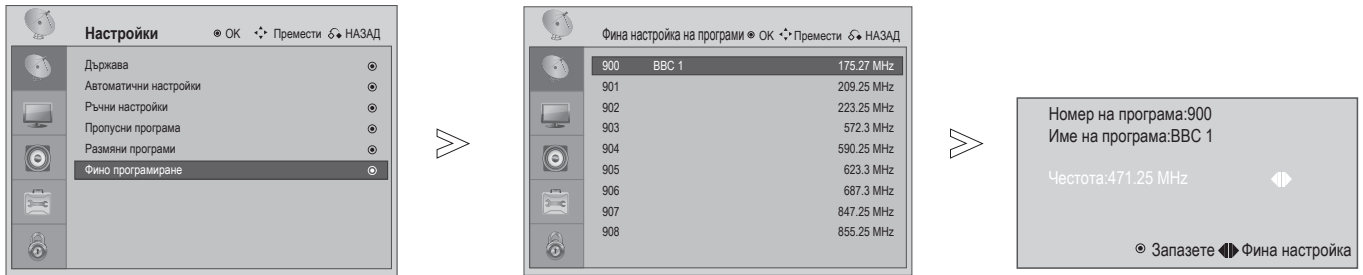 Настройки OK Премести НАЗАД
Държава
Автоматични настройки
Ръчни настройки
Пропусни програма
Размяни програми
Фино програмиране
Фина настройка на програми OK Премести НАЗАД
900 BBC 1 175.27 MHz
901 209.25 MHz
902 223.25 MHz
903 572.3 MHz
904 590.25 MHz
905 623.3 MHz
906 687.3 MHz
907 847.25 MHz
908 855.25 MHz
Номер на програма:900
Име на програма:BBC 1
Честота:471.25 MHz
Запазете Фина настройка